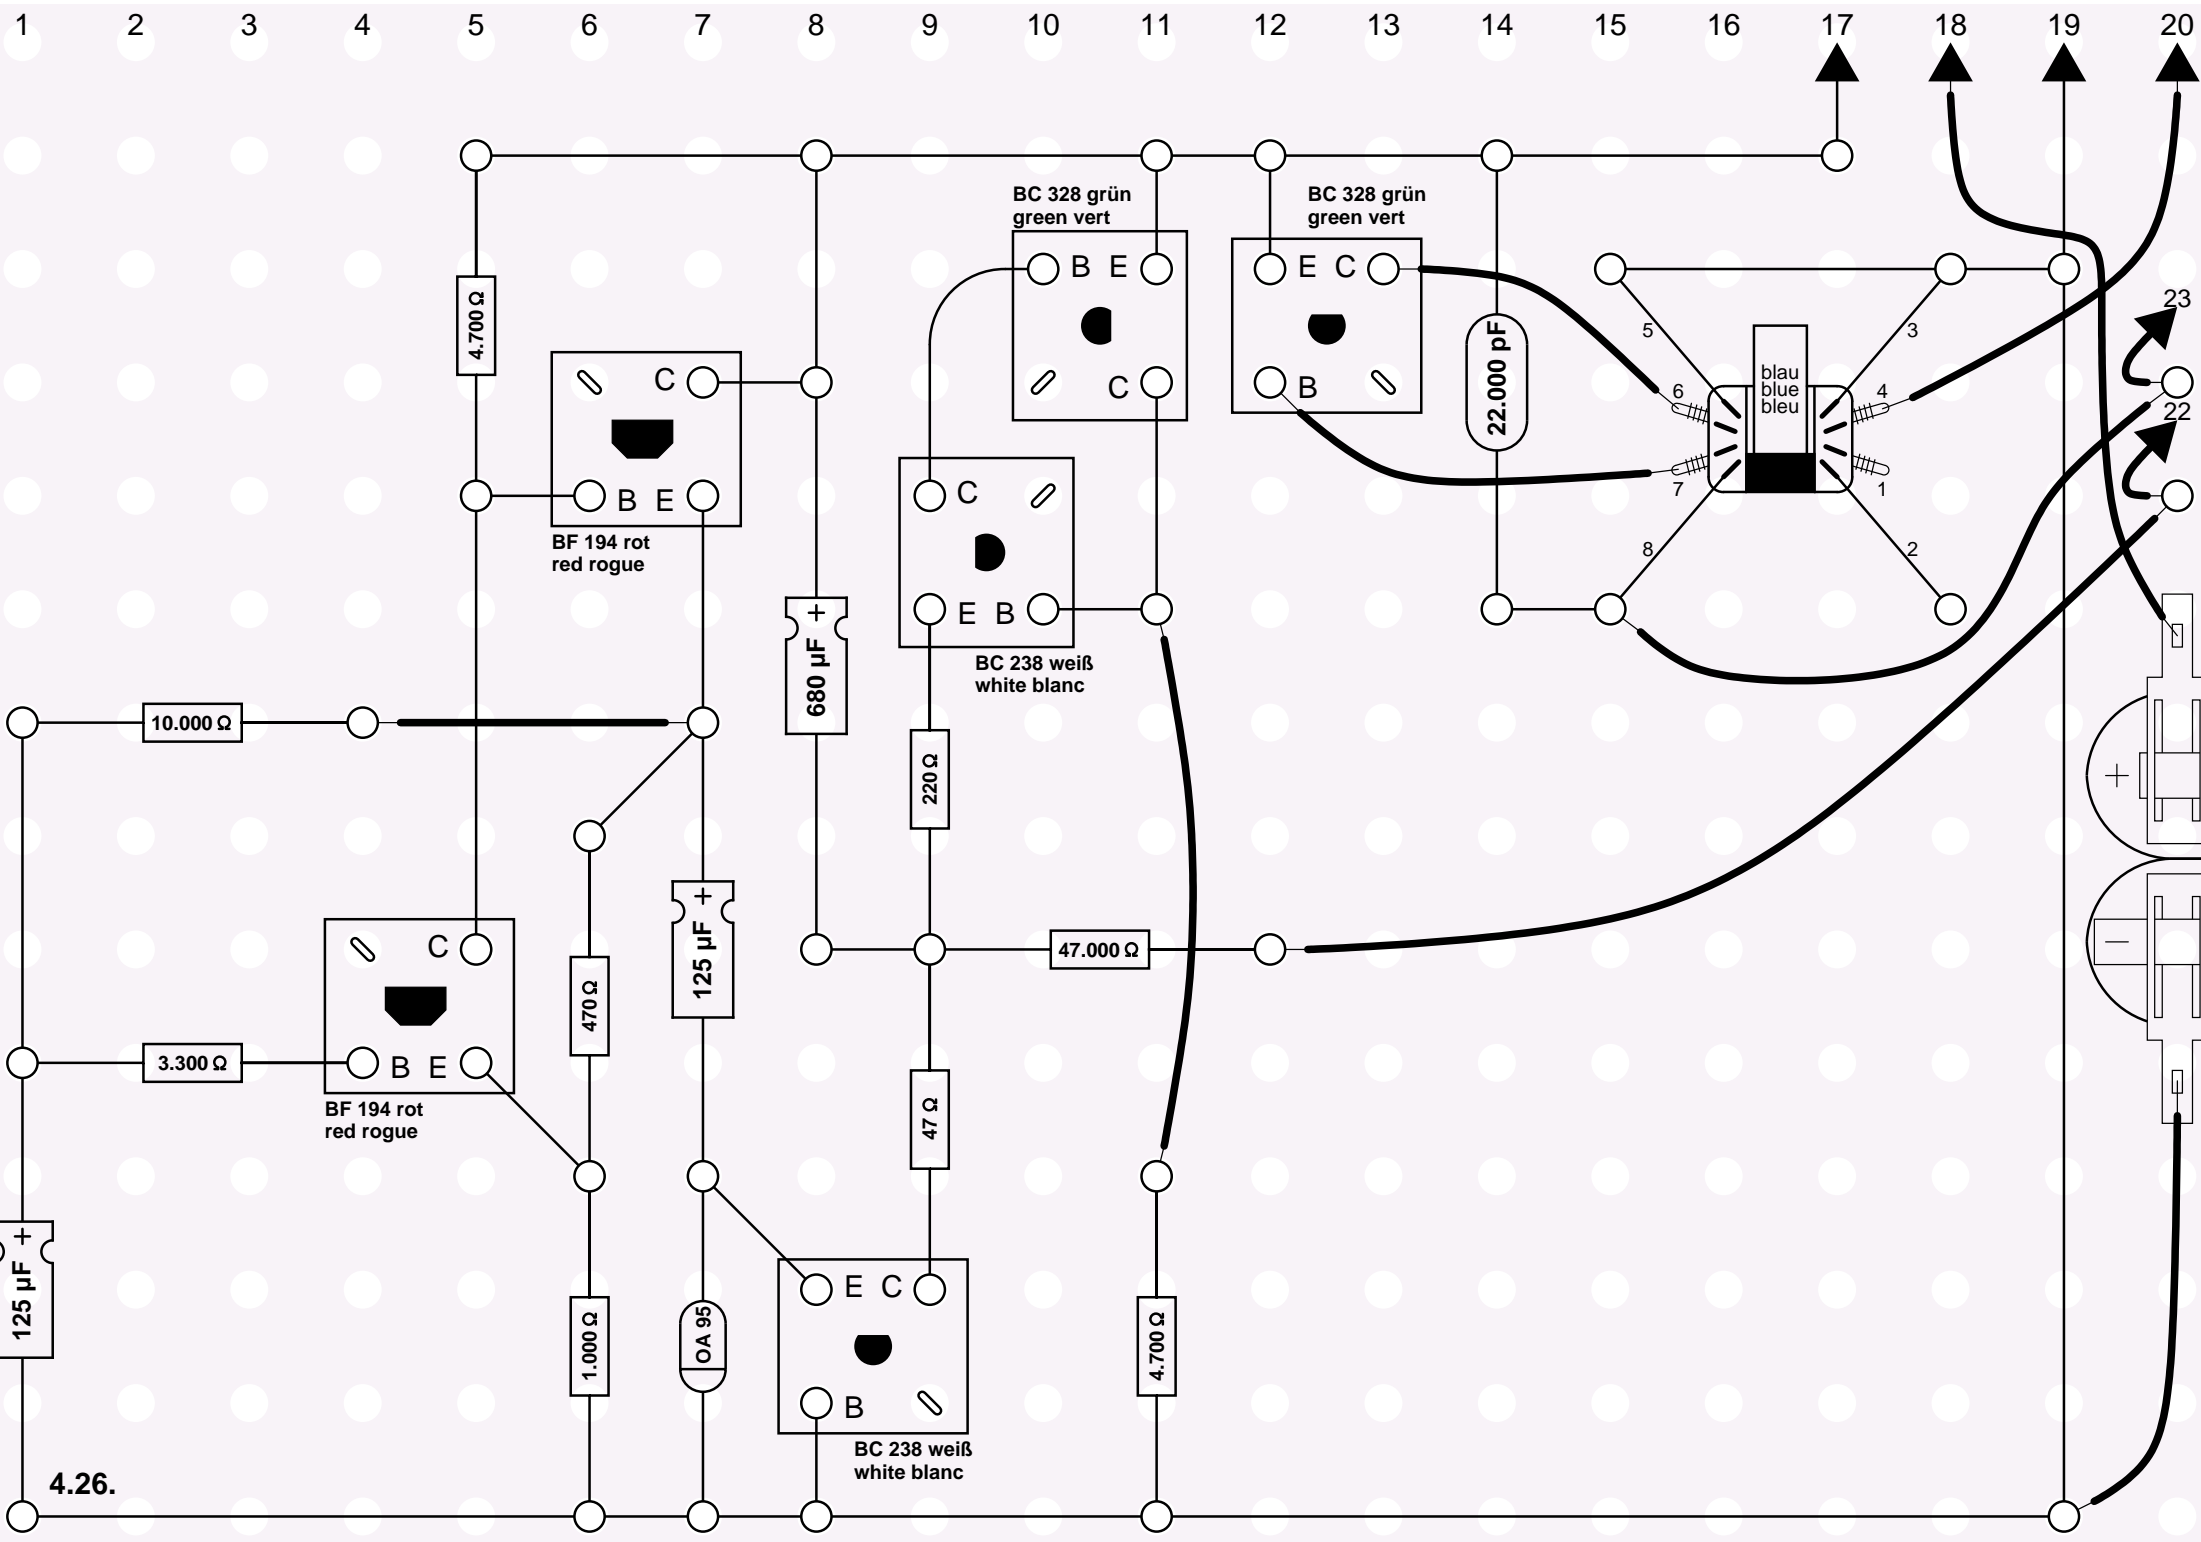 1 2 3 4 5 6 7 8 9 10 11 12 13 14 15 16 17 18 19 20
BC 328 grün
green vert
BC 328 grün
green vert
B E
E C
4.700 Ω
23
5
3
22.000 pF
blau
blue
bleu
C
C
B
6
4
22
C
7
1
B E
BF 194 rot
red rogue
8
2
+
680 µF
E B
BC 238 weiß
white blanc
10.000 Ω
220 Ω
+
+
125 µF
C
47.000 Ω
−
470 Ω
3.300 Ω
B E
BF 194 rot
red rogue
47 Ω
+
125 µF
E C
1.000 Ω
OA 95
4.700 Ω
B
BC 238 weiß
white blanc
4.26.